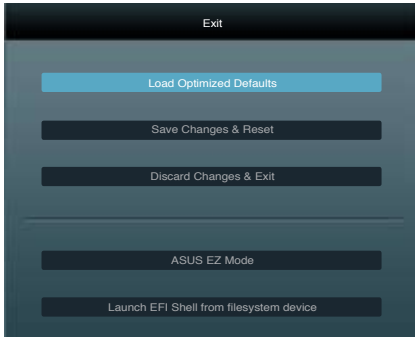 Exit
Load Optimized Defaults
Save Changes & Reset
Discard Changes & Exit
ASUS EZ Mode
Launch EFI Shell from filesystem device